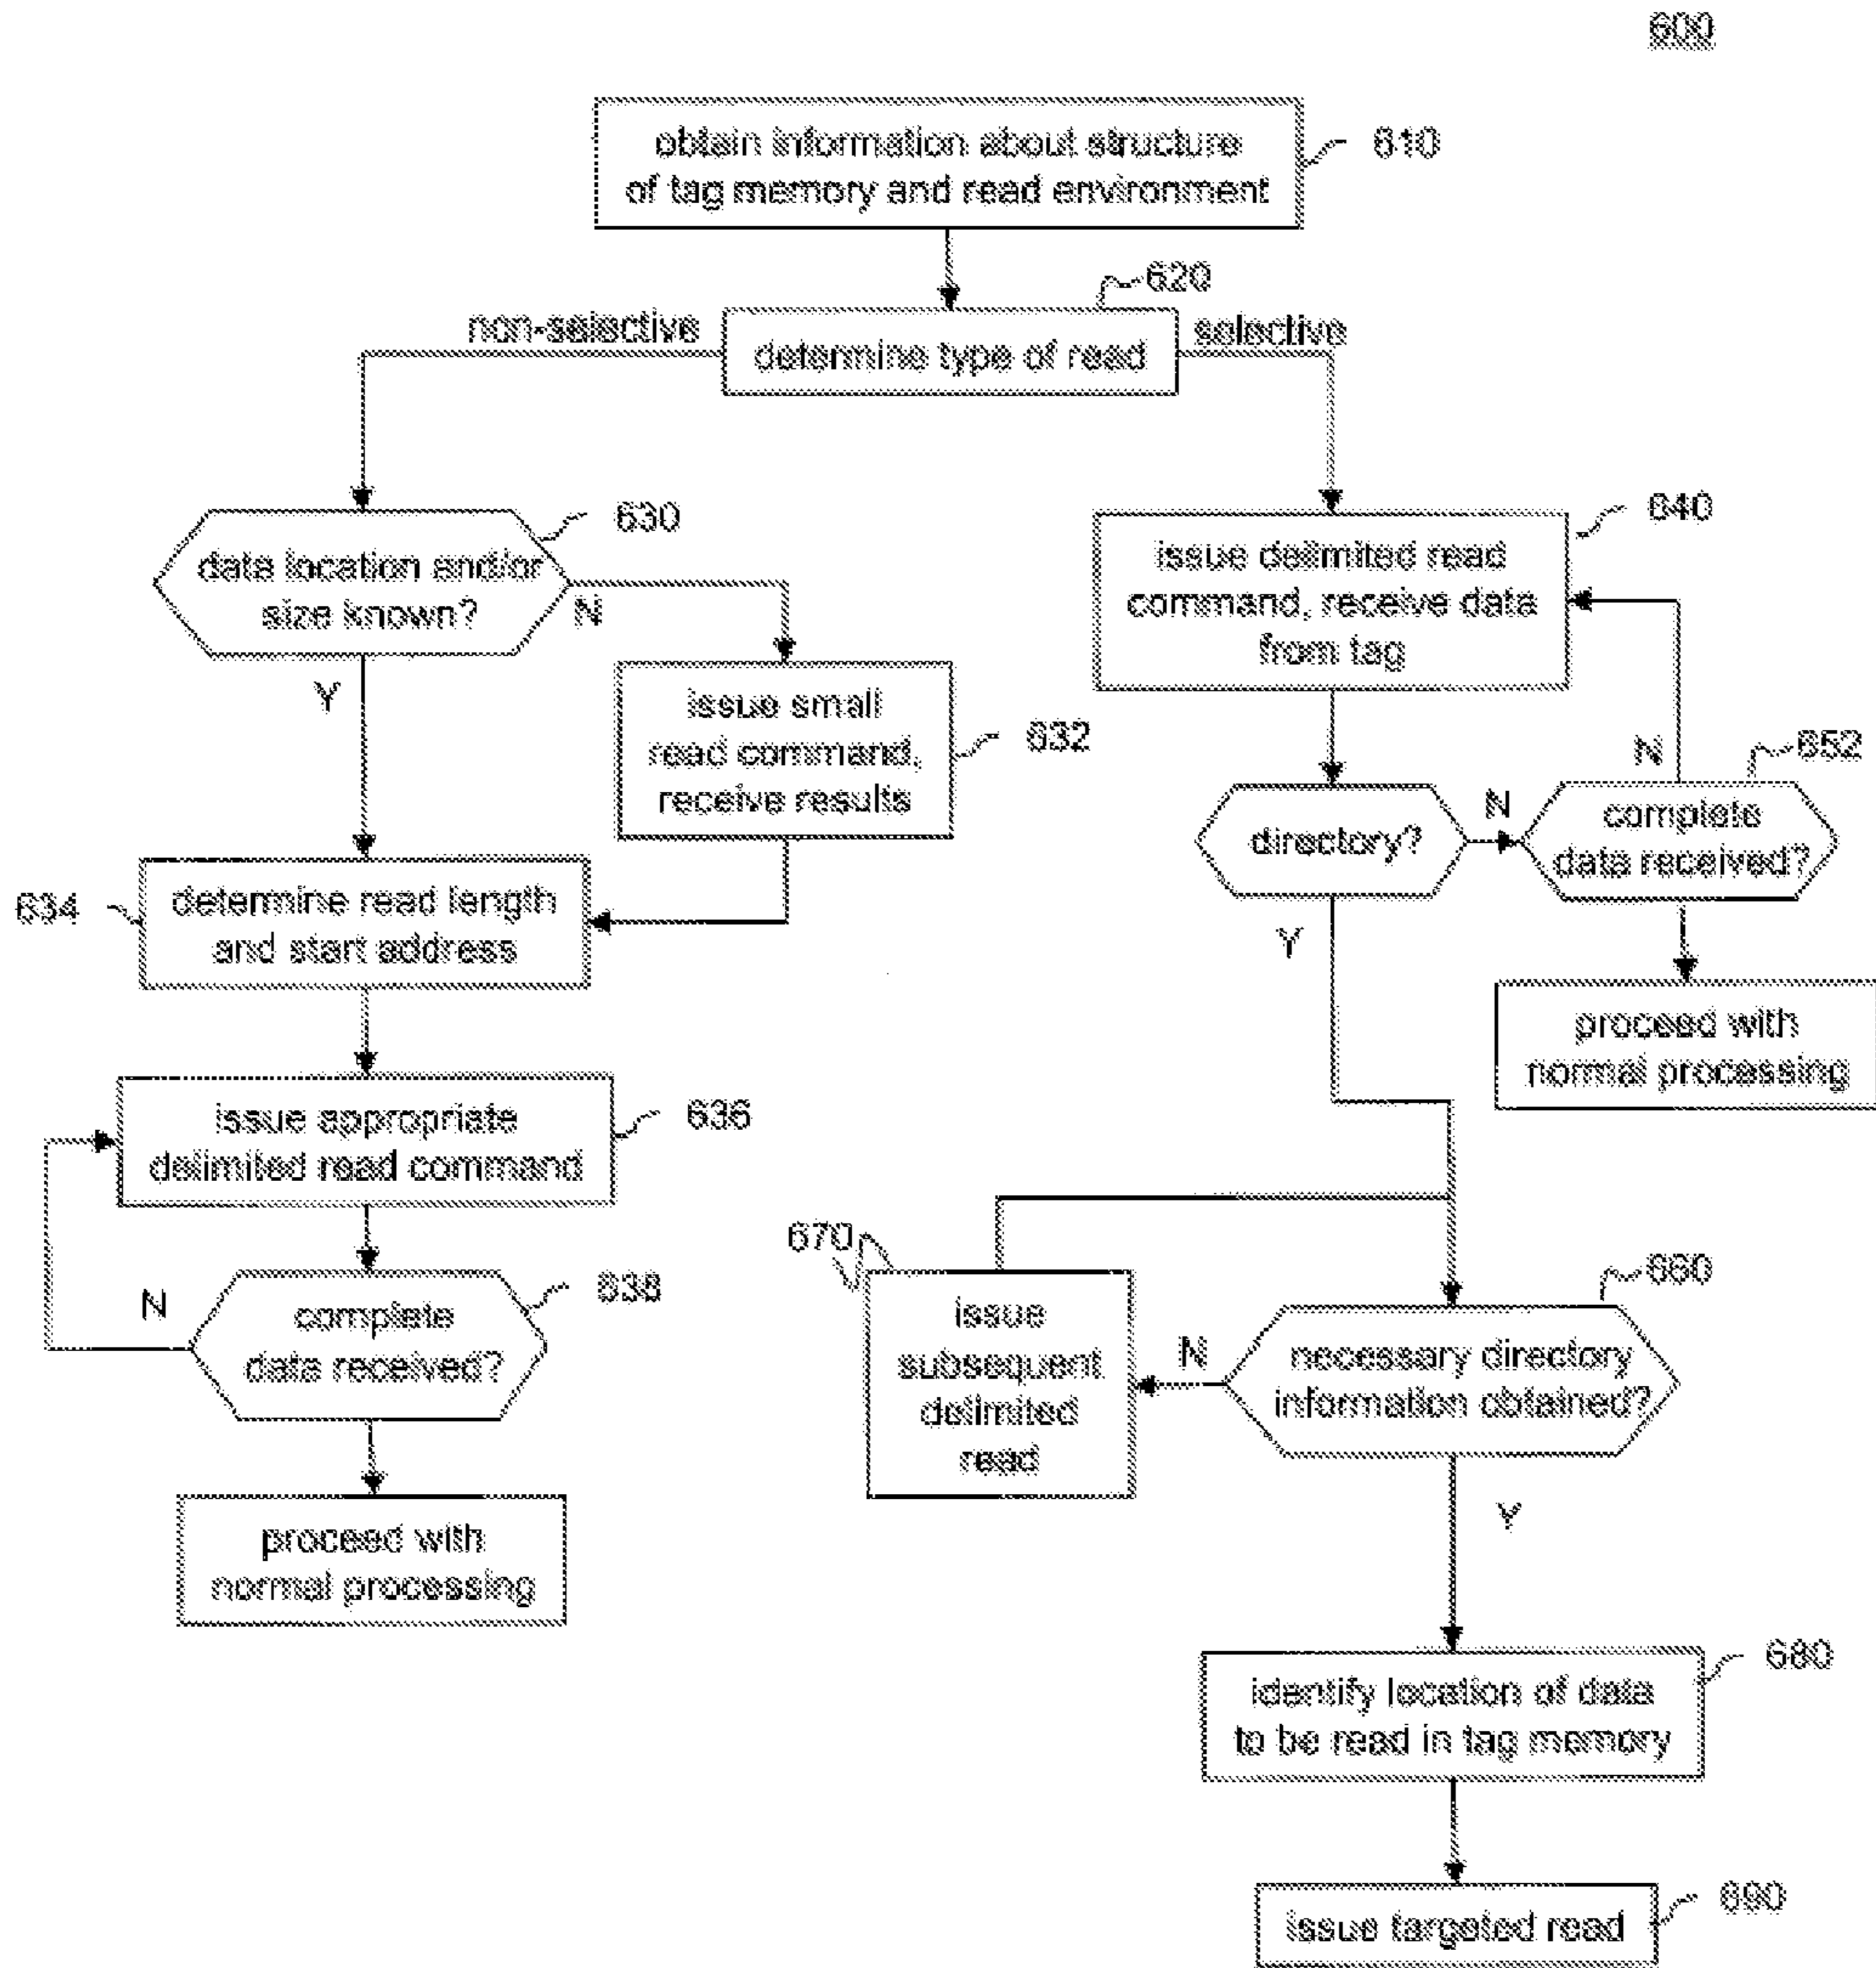 600
obtain information about structure
of tag memory and read environment
610
620
non-selective
determine type of read
selective
630
data location and/or
size known?
N
Y
issue small
read command,
receive results
632
634
determine read length
and start address
issue appropriate
delimited read command
636
complete
data received?
638
N
proceed with
normal processing
640
issue delimited read
command, receive data
from tag
directory?
N
Y
652
complete
data received?
N
proceed with
normal processing
670
issue
subsequent
delimited
read
N
660
necessary directory
information obtained?
Y
680
identify location of data
to be read in tag memory
690
issue targeted read